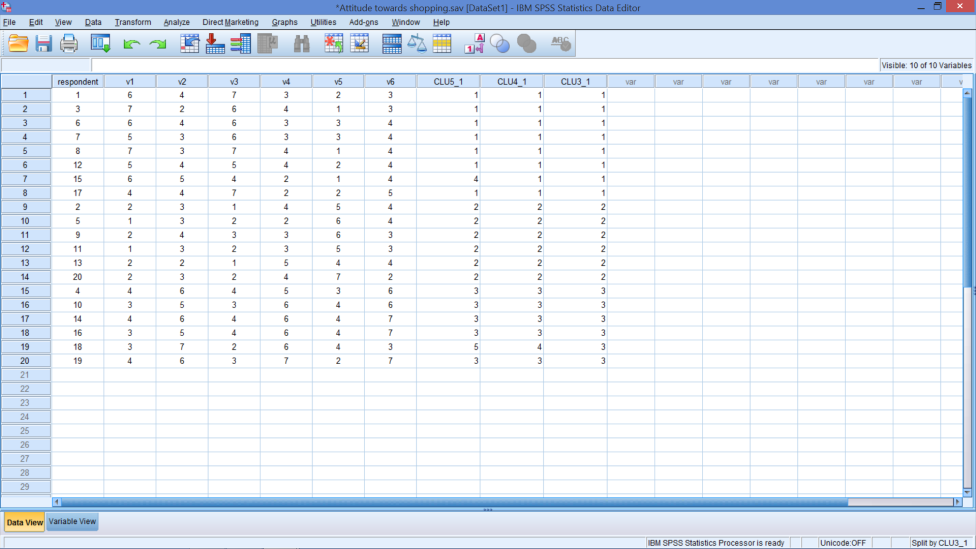 *Attitude towards shopping.sav [DataSet1] - IBM SPSS Statistics Data Editor
File Edit View Data Transform Analyze Direct Marketing Graphs Utilities Add-gns Window Help
Visible: 10 of 10 Variables
respondent v1 v2 v3 v4 v5 v6 CLU5_1 CLU4_1 CLU3_1 var var var var var var var v
1 1 6 4 7 3 2 3 1 1 1
2 3 7 2 6 4 1 3 1 1 1
3 6 6 4 6 3 3 4 1 1 1
4 7 5 3 6 3 3 4 1 1 1
5 8 7 3 7 4 1 4 1 1 1
6 12 5 4 5 4 2 4 1 1 1
7 15 6 5 4 2 1 4 4 1 1
8 17 4 4 7 2 2 5 1 1 1
9 2 2 3 1 4 5 4 2 2 2
10 5 1 3 2 2 6 4 2 2 2
11 9 2 4 3 3 6 3 2 2 2
12 11 1 3 2 3 5 3 2 2 2
13 13 2 2 1 5 4 4 2 2 2
14 20 2 3 2 4 7 2 2 2 2
15 4 4 6 4 5 3 6 3 3 3
16 10 3 5 3 6 4 6 3 3 3
17 14 4 6 4 6 4 7 3 3 3
18 16 3 5 4 6 4 7 3 3 3
19 18 3 7 2 6 4 3 5 4 3
20 19 4 6 3 7 2 7 3 3 3
21
22
23
24
25
26
27
28
29
Data View Variable View
IBM SPSS Statistics Processor is ready Unicode:OFF Split by CLU3_1